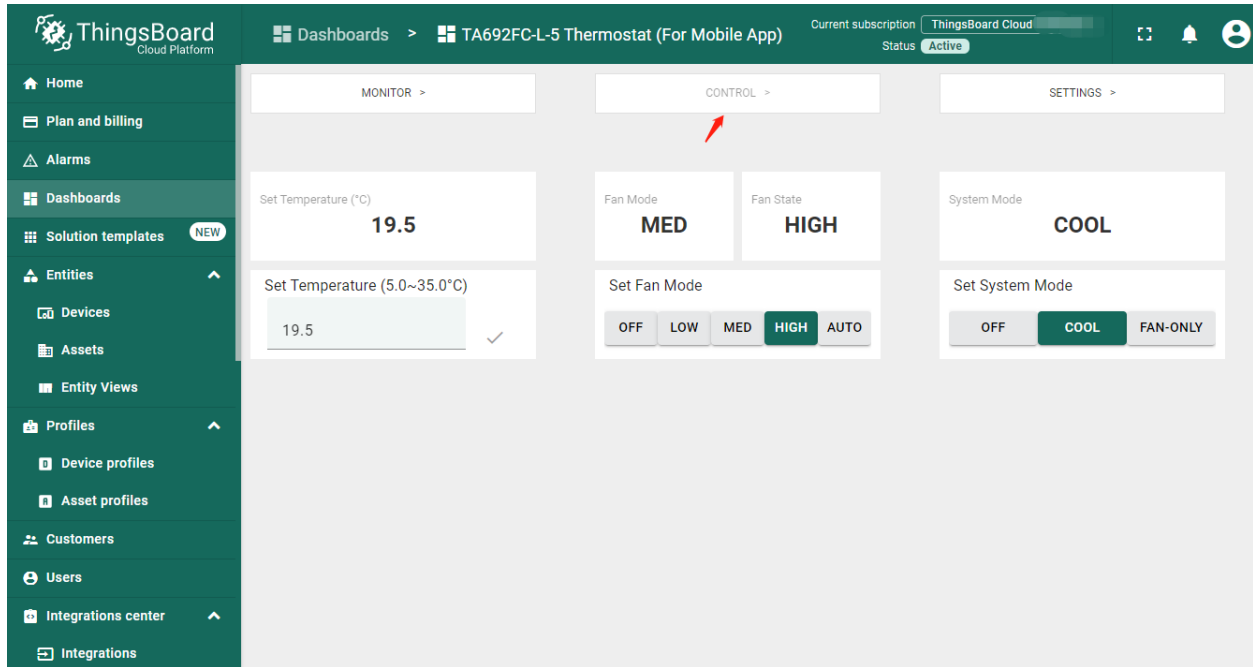 ThingsBoard
Cloud Platform
Dashboards > TA692FC-L-5 Thermostat (For Mobile App)
Current subscription ThingsBoard Cloud
Status Active
Home
Plan and billing
Alarms
Dashboards
Solution templates NEW
Entities
Devices
Assets
Entity Views
Profiles
Device profiles
Asset profiles
Customers
Users
Integrations center
Integrations
MONITOR >
CONTROL >
SETTINGS >
Set Temperature (°C)
19.5
Fan Mode
MED
Fan State
HIGH
System Mode
COOL
Set Temperature (5.0~35.0°C)
19.5
Set Fan Mode
OFF LOW MED HIGH AUTO
Set System Mode
OFF COOL FAN-ONLY